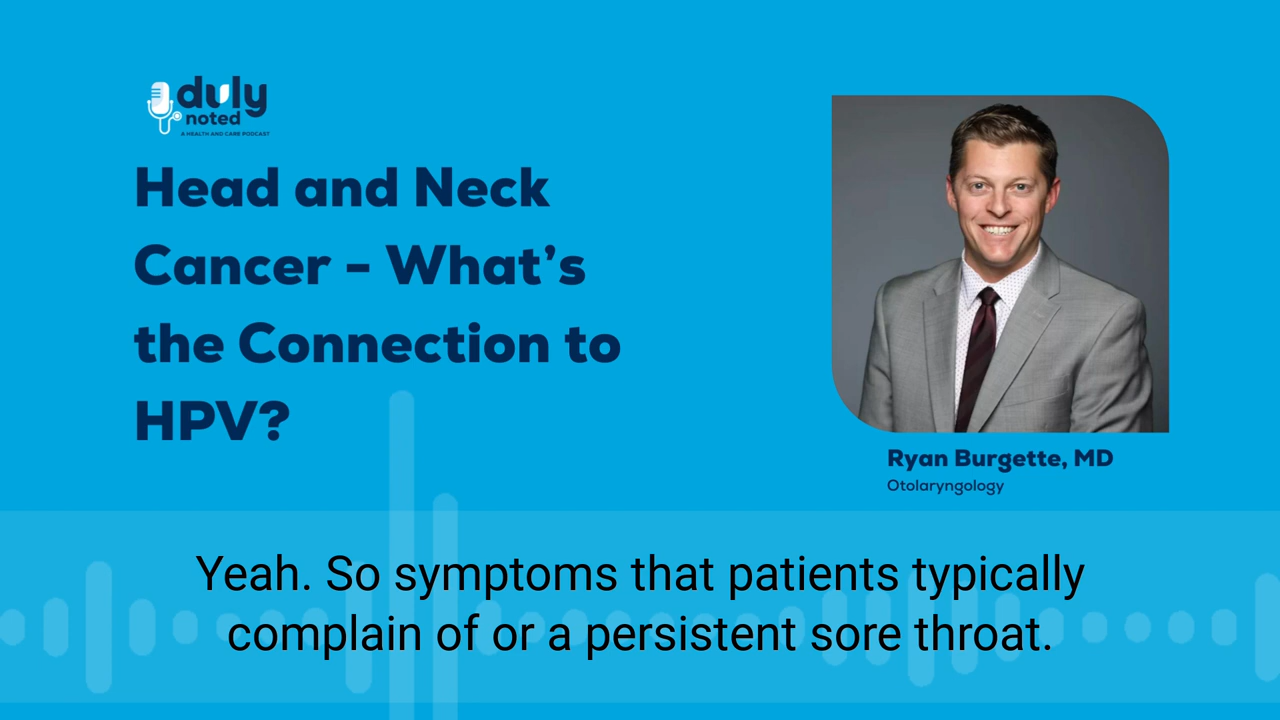 duly
noted
A HEALTH AND CARE PODCAST
Head and Neck
Cancer - What's
the Connection to
HPV?
Ryan Burgette, MD
Otolaryngology
Yeah. So symptoms that patients typically
complain of or a persistent sore throat.